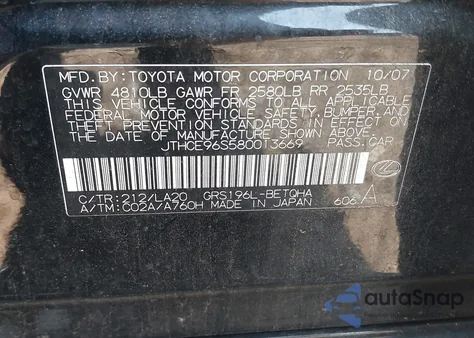 MFD. BY: TOYOTA MOTOR CORPORATION 10/07
GVWR 4810LB GAWR FR 2580LB RR 2535LB
THIS VEHICLE CONFORMS TO ALL APPLICABLE
FEDERAL MOTOR VEHICLE SAFETY, BUMPER, AND
THEFT PREVENTION STANDARDS IN EFFECT ON
THE DATE OF MANUFACTURE SHOWN ABOVE.
JTHCE96S580013669 PASS.CAR
C/TR:212/LA20 GRS196L-BETQHA
A/TM:C02A/A760H MADE IN JAPAN 606 A
autoSnap